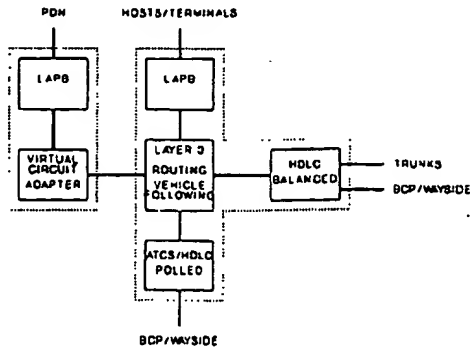 PDN
HOSTS/TERMINALS
LAPB
LAPB
VIRTUAL
CIRCUIT
ADAPTER
LAYER 3
ROUTING
VEHICLE
FOLLOWING
HDLC
BALANCED
TRUNKS
BCP/WAYSIDE
ATCS/HDLC
POLLED
BCP/WAYSIDE